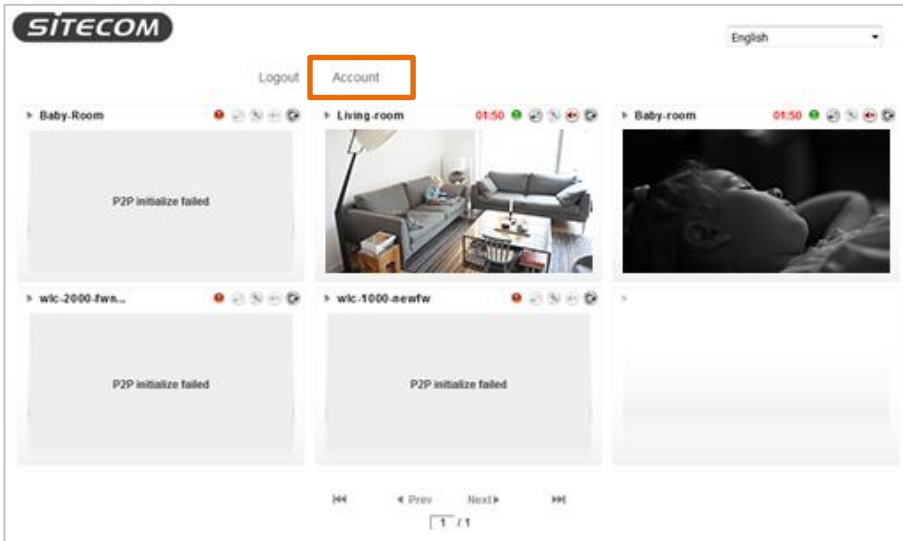 SITECOM
English
Logout Account
Baby-Room
Living-room 01:50
Baby-room 01:50
P2P initialize failed
wlc-2000-fwn...
wlc-1000-newfw
P2P initialize failed
P2P initialize failed
Prev Next
1 / 1